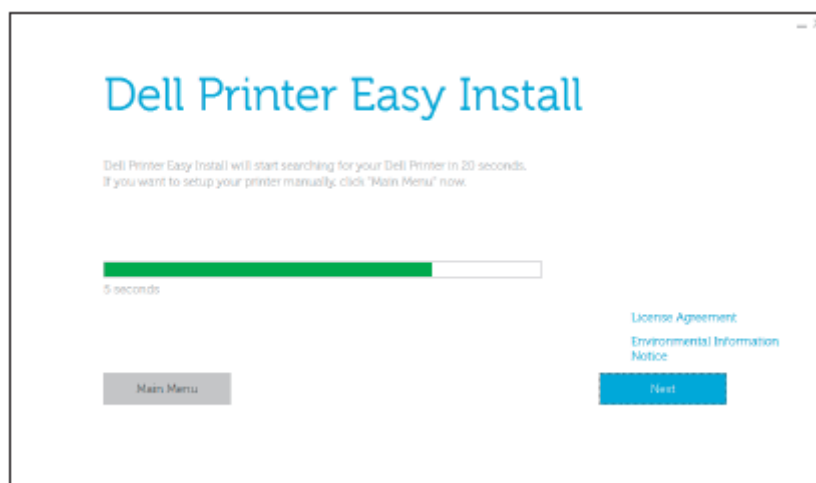 Dell Printer Easy Install
Dell Printer Easy Install will start searching for your Dell Printer in 20 seconds.
If you want to setup your printer manually, click "Main Menu" now.
5 seconds
License Agreement
Environmental Information
Notice
Main Menu
Next